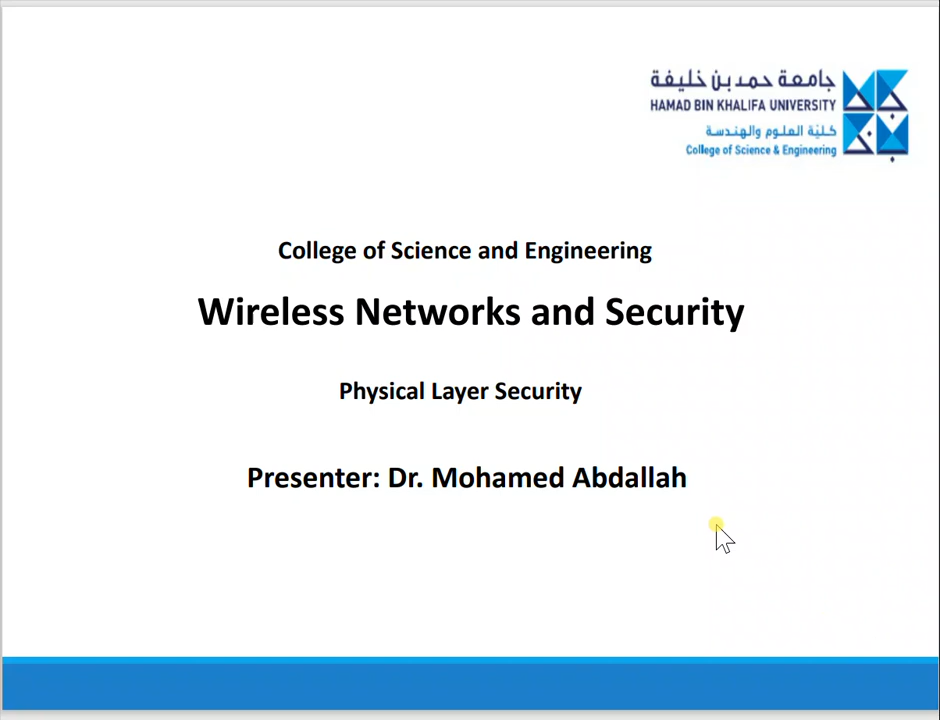 جامعة حمد بن خليفة
HAMAD BIN KHALIFA UNIVERSITY
كليّة العلوم والهندسة
College of Science & Engineering
College of Science and Engineering
Wireless Networks and Security
Physical Layer Security
Presenter: Dr. Mohamed Abdallah